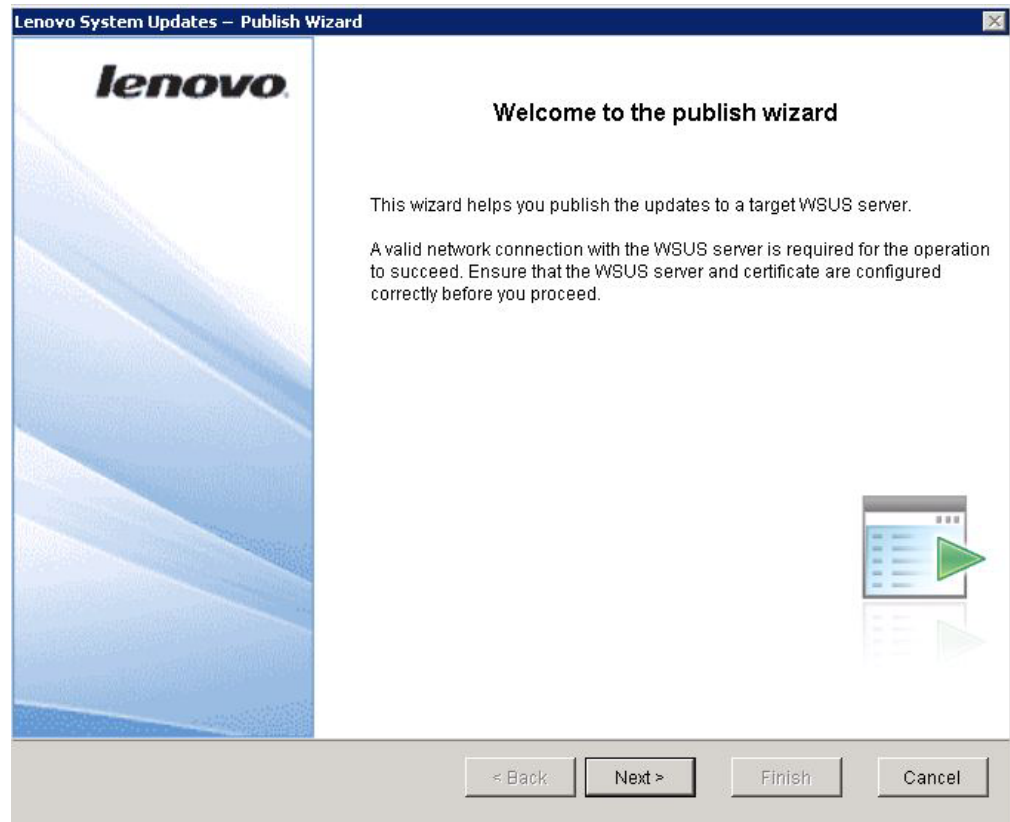 Lenovo System Updates – Publish Wizard
lenovo
Welcome to the publish wizard
This wizard helps you publish the updates to a target WSUS server.
A valid network connection with the WSUS server is required for the operation
to succeed. Ensure that the WSUS server and certificate are configured
correctly before you proceed.
< Back Next > Finish Cancel